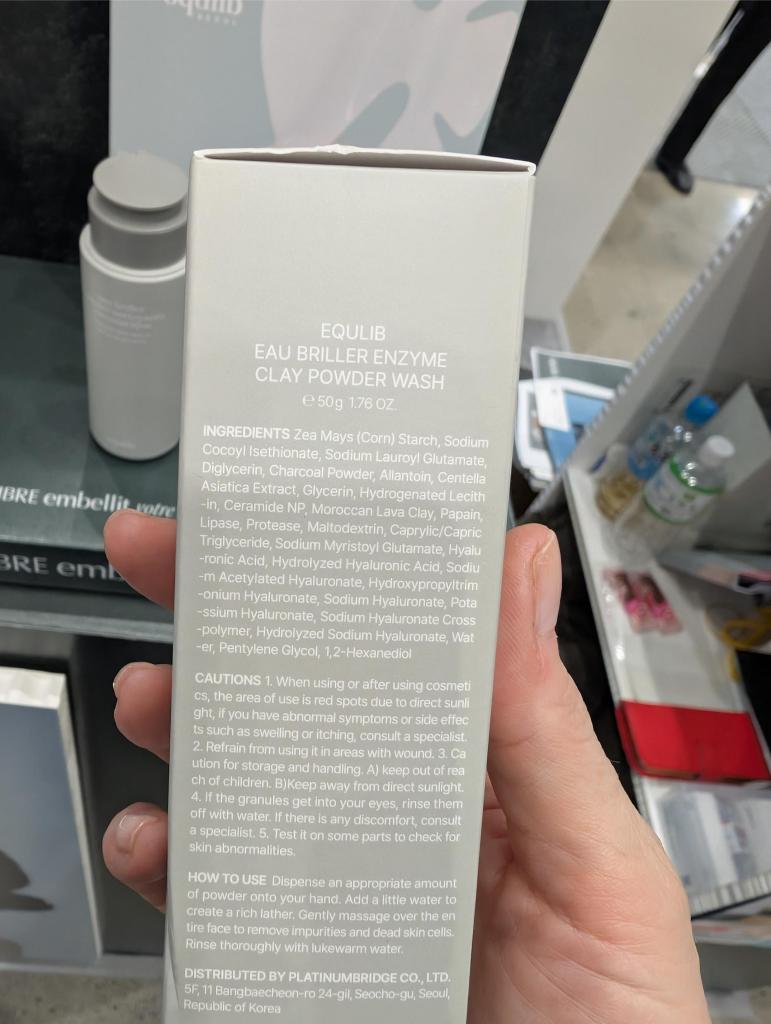 EQULIB
EAU BRILLER ENZYME
CLAY POWDER WASH
℮ 50g 1.76 OZ.
INGREDIENTS Zea Mays (Corn) Starch, Sodium
Cocoyl Isethionate, Sodium Lauroyl Glutamate,
Diglycerin, Charcoal Powder, Allantoin, Centella
Asiatica Extract, Glycerin, Hydrogenated Lecith
-in, Ceramide NP, Moroccan Lava Clay, Papain,
Lipase, Protease, Maltodextrin, Caprylic/Capric
Triglyceride, Sodium Myristoyl Glutamate, Hyalu
-ronic Acid, Hydrolyzed Hyaluronic Acid, Sodiu
-m Acetylated Hyaluronate, Hydroxypropyltrim
-onium Hyaluronate, Sodium Hyaluronate, Pota
-ssium Hyaluronate, Sodium Hyaluronate Cross
-polymer, Hydrolyzed Sodium Hyaluronate, Wat
-er, Pentylene Glycol, 1,2-Hexanediol
CAUTIONS 1. When using or after using cosmeti
cs, the area of use is red spots due to direct sunli
ght, if you have abnormal symptoms or side effec
ts such as swelling or itching, consult a specialist.
2. Refrain from using it in areas with wound. 3. Ca
ution for storage and handling. A) keep out of rea
ch of children. B)Keep away from direct sunlight.
4. If the granules get into your eyes, rinse them
off with water. If there is any discomfort, consult
a specialist. 5. Test it on some parts to check for
skin abnormalities.
HOW TO USE Dispense an appropriate amount
of powder onto your hand. Add a little water to
create a rich lather. Gently massage over the en
tire face to remove impurities and dead skin cells.
Rinse thoroughly with lukewarm water.
DISTRIBUTED BY PLATINUMBRIDGE CO., LTD.
5F, 11 Bangbaecheon-ro 24-gil, Seocho-gu, Seoul,
Republic of Korea
MBRE embellit votre
MBRE emb